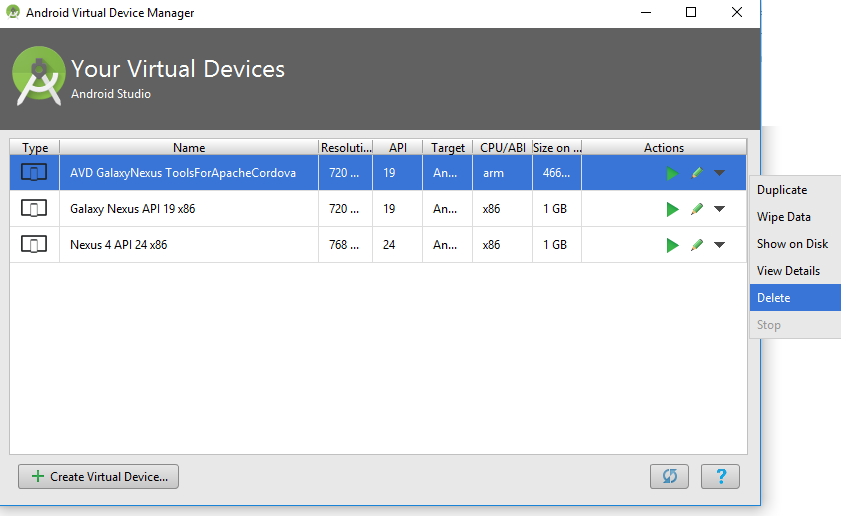 Android Virtual Device Manager
Your Virtual Devices
Android Studio
Type Name Resoluti... API Target CPU/ABI Size on ... Actions
AVD GalaxyNexus ToolsForApacheCordova 720 ... 19 An... arm 466...
Galaxy Nexus API 19 x86 720 ... 19 An... x86 1 GB
Nexus 4 API 24 x86 768 ... 24 An... x86 1 GB
Duplicate
Wipe Data
Show on Disk
View Details
Delete
Stop
Create Virtual Device...
?